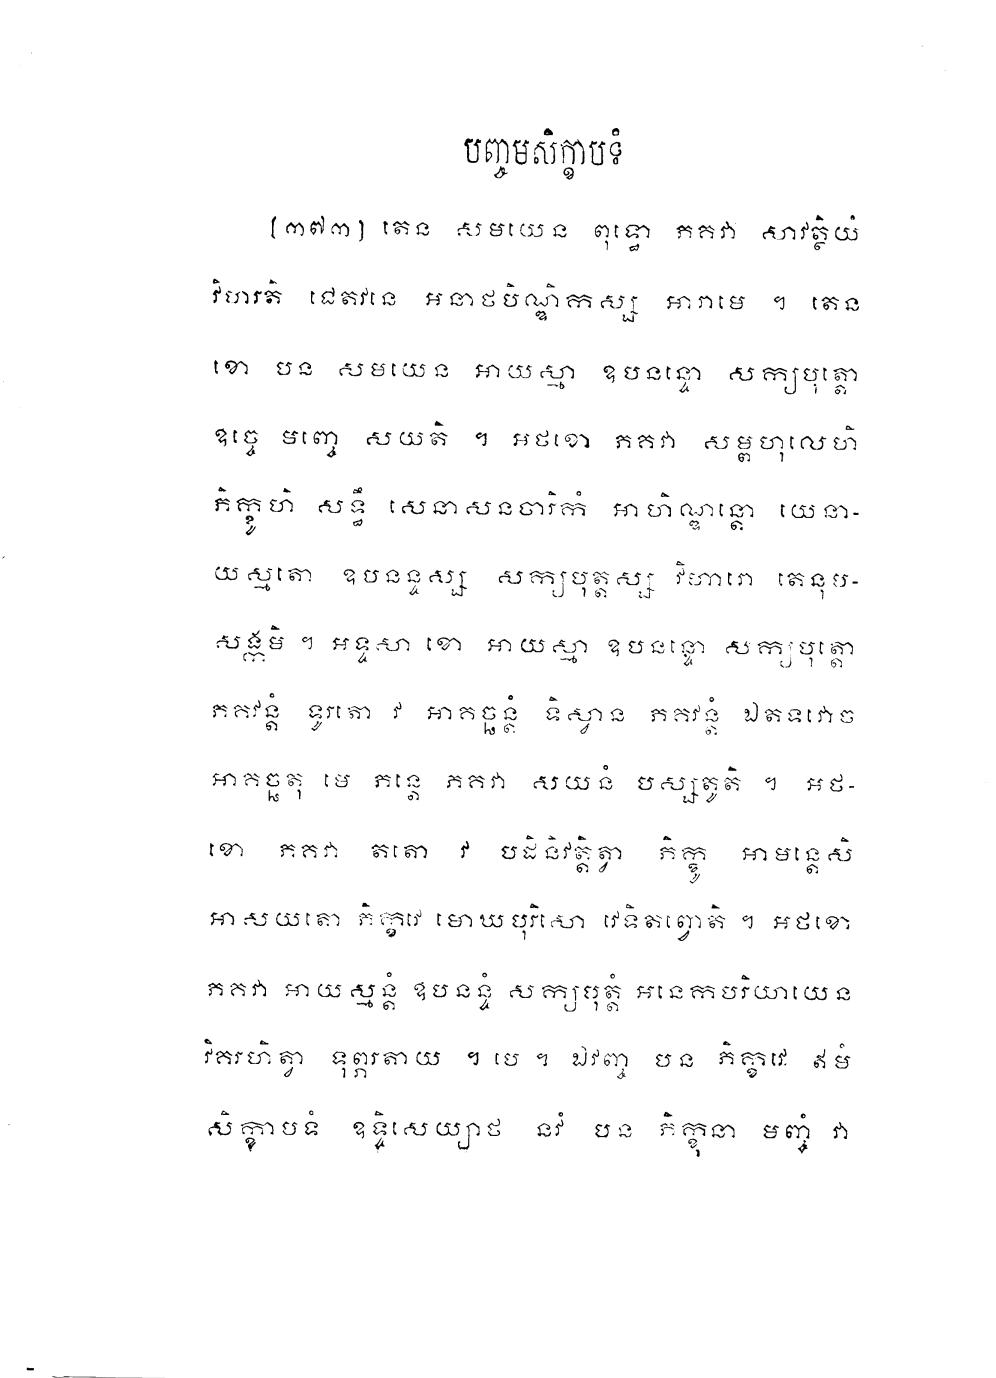 បញ្ចមសិក្ខាបទំ
[៣៧៣] តេន សមយេន ពុទ្ធោ ភគវា សាវត្ថិយំ
វិហរតិ ជេតវនេ អនាថបិណ្ឌិកស្ស អារាមេ ។ តេន
ខោ បន សមយេន អាយស្មា ឧបនន្ទោ សក្យបុត្តោ
ឧច្ចេ មញ្ចេ សយតិ ។ អថខោ ភគវា សម្ពហុលេហិ
ភិក្ខូហិ សទ្ធឹ សេនាសនចារិកំ អាហិណ្ឌន្តោ យេនា-
យស្មតោ ឧបនន្ទស្ស សក្យបុត្តស្ស វិហារោ តេនុប-
សង្កមិ ។ អទ្ទសា ខោ អាយស្មា ឧបនន្ទោ សក្យបុត្តោ
ភគវន្តំ ទូរតោ វ អាគច្ឆន្តំ ទិស្វាន ភគវន្តំ ឯតទវោច
អាគច្ឆតុ មេ ភន្តេ ភគវា សយនំ បស្សតូតិ ។ អថ-
ខោ ភគវា តតោ វ បដិនិវត្តិត្វា ភិក្ខូ អាមន្តេសិ
អាសយតោ ភិក្ខវេ មោឃបុរិសោ វេទិតព្វោតិ ។ អថខោ
ភគវា អាយស្មន្តំ ឧបនន្ទំ សក្យបុត្តំ អនេកបរិយាយេន
វិគរហិត្វា ទុព្ភរតាយ ។ បេ ។ ឯវញ្ច បន ភិក្ខវេ ឥមំ
សិក្ខាបទំ ឧទ្ទិសេយ្យាថ នវំ បន ភិក្ខុនា មញ្ចំ វា